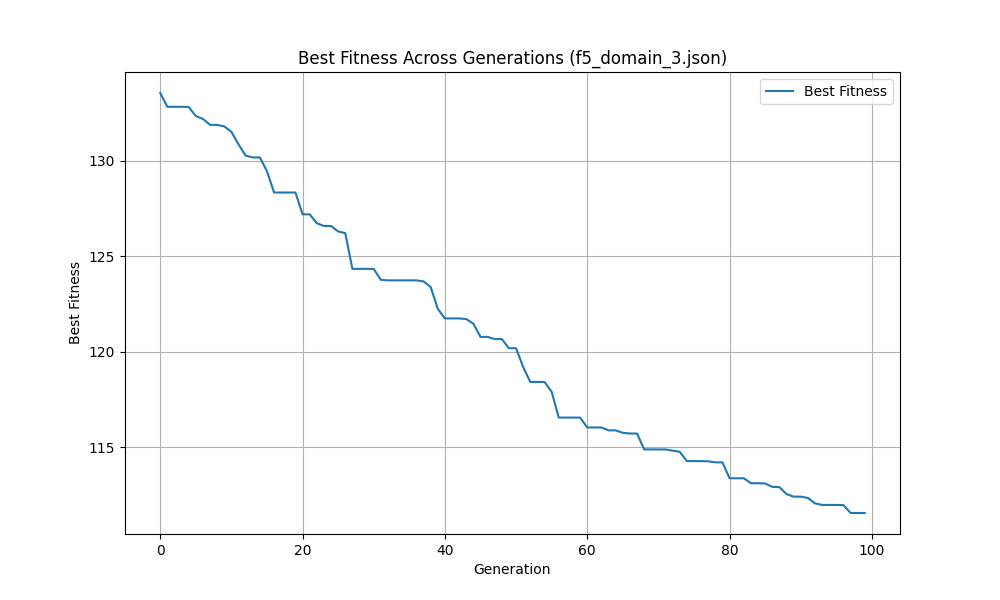 Best Fitness Across Generations (f5_domain_3.json)
Best Fitness
130
125
120
115
Best Fitness
0 20 40 60 80 100
Generation